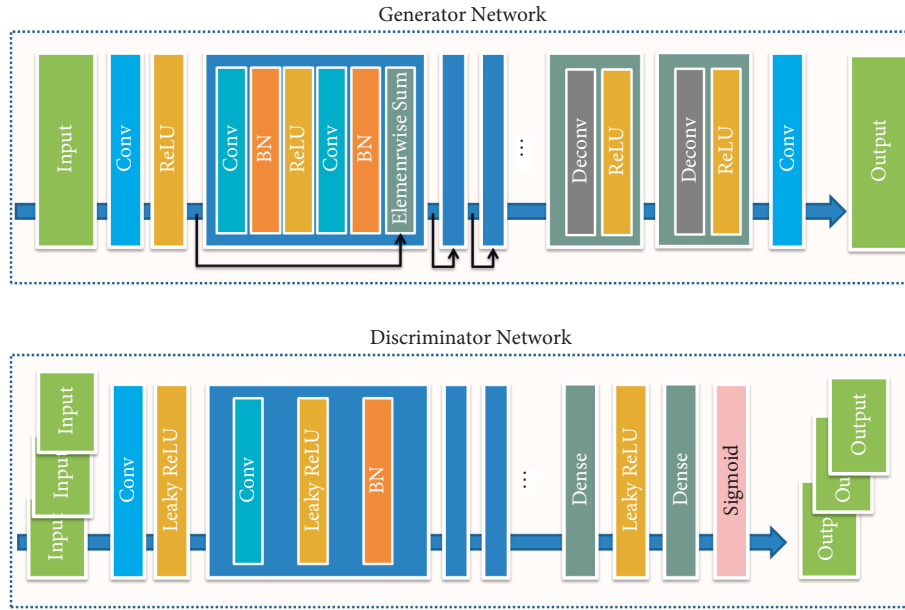 Generator Network
Input
Conv
ReLU
Conv
BN
ReLU
Conv
BN
Elemenrwise Sum
...
Deconv
ReLU
Deconv
ReLU
Conv
Output
Discriminator Network
Input
Input
Input
Conv
Leaky ReLU
Conv
Leaky ReLU
BN
...
Dense
Leaky ReLU
Dense
Sigmoid
Output
Ou
Outp